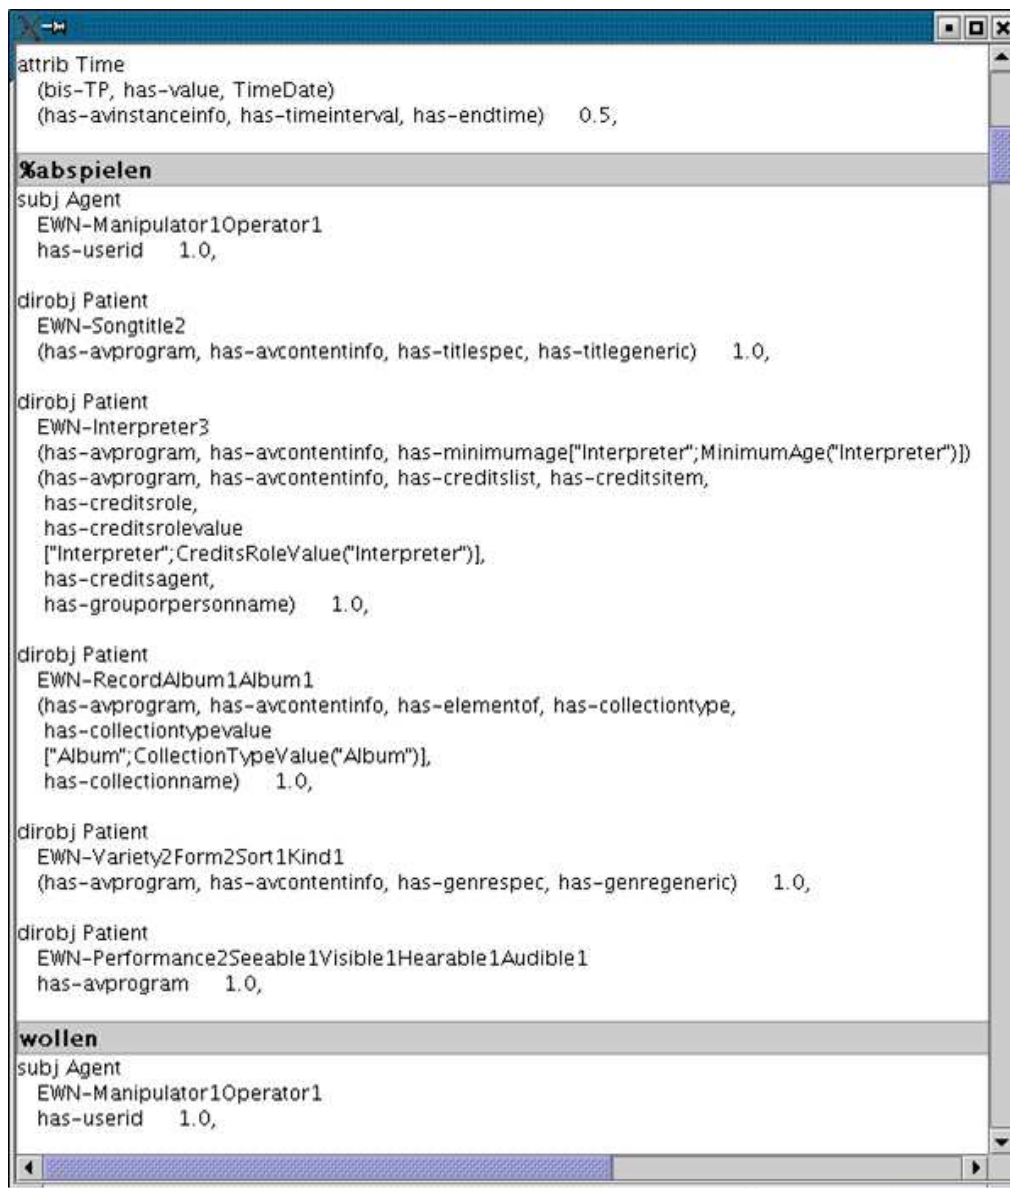 attrib Time
(bis-TP, has-value, TimeDate)
(has-avinstanceinfo, has-timeinterval, has-endtime) 0.5,
%abspielen
subj Agent
EWN-Manipulator1Operator1
has-userid 1.0,
dirobj Patient
EWN-Songtitle2
(has-avprogram, has-avcontentinfo, has-titlespec, has-titlegeneric) 1.0,
dirobj Patient
EWN-Interpreter3
(has-avprogram, has-avcontentinfo, has-minimumage["Interpreter";MinimumAge("Interpreter")])
(has-avprogram, has-avcontentinfo, has-creditslist, has-creditsitem,
has-creditsrole,
has-creditsrolevalue
["Interpreter";CreditsRoleValue("Interpreter")],
has-creditsagent,
has-grouporpersonname) 1.0,
dirobj Patient
EWN-RecordAlbum1Album1
(has-avprogram, has-avcontentinfo, has-elementof, has-collectiontype,
has-collectiontypevalue
["Album";CollectionTypeValue("Album")],
has-collectionname) 1.0,
dirobj Patient
EWN-Variety2Form2Sort1Kind1
(has-avprogram, has-avcontentinfo, has-genrespec, has-genregeneric) 1.0,
dirobj Patient
EWN-Performance2Seeable1Visible1Hearable1Audible1
has-avprogram 1.0,
wollen
subj Agent
EWN-Manipulator1Operator1
has-userid 1.0,